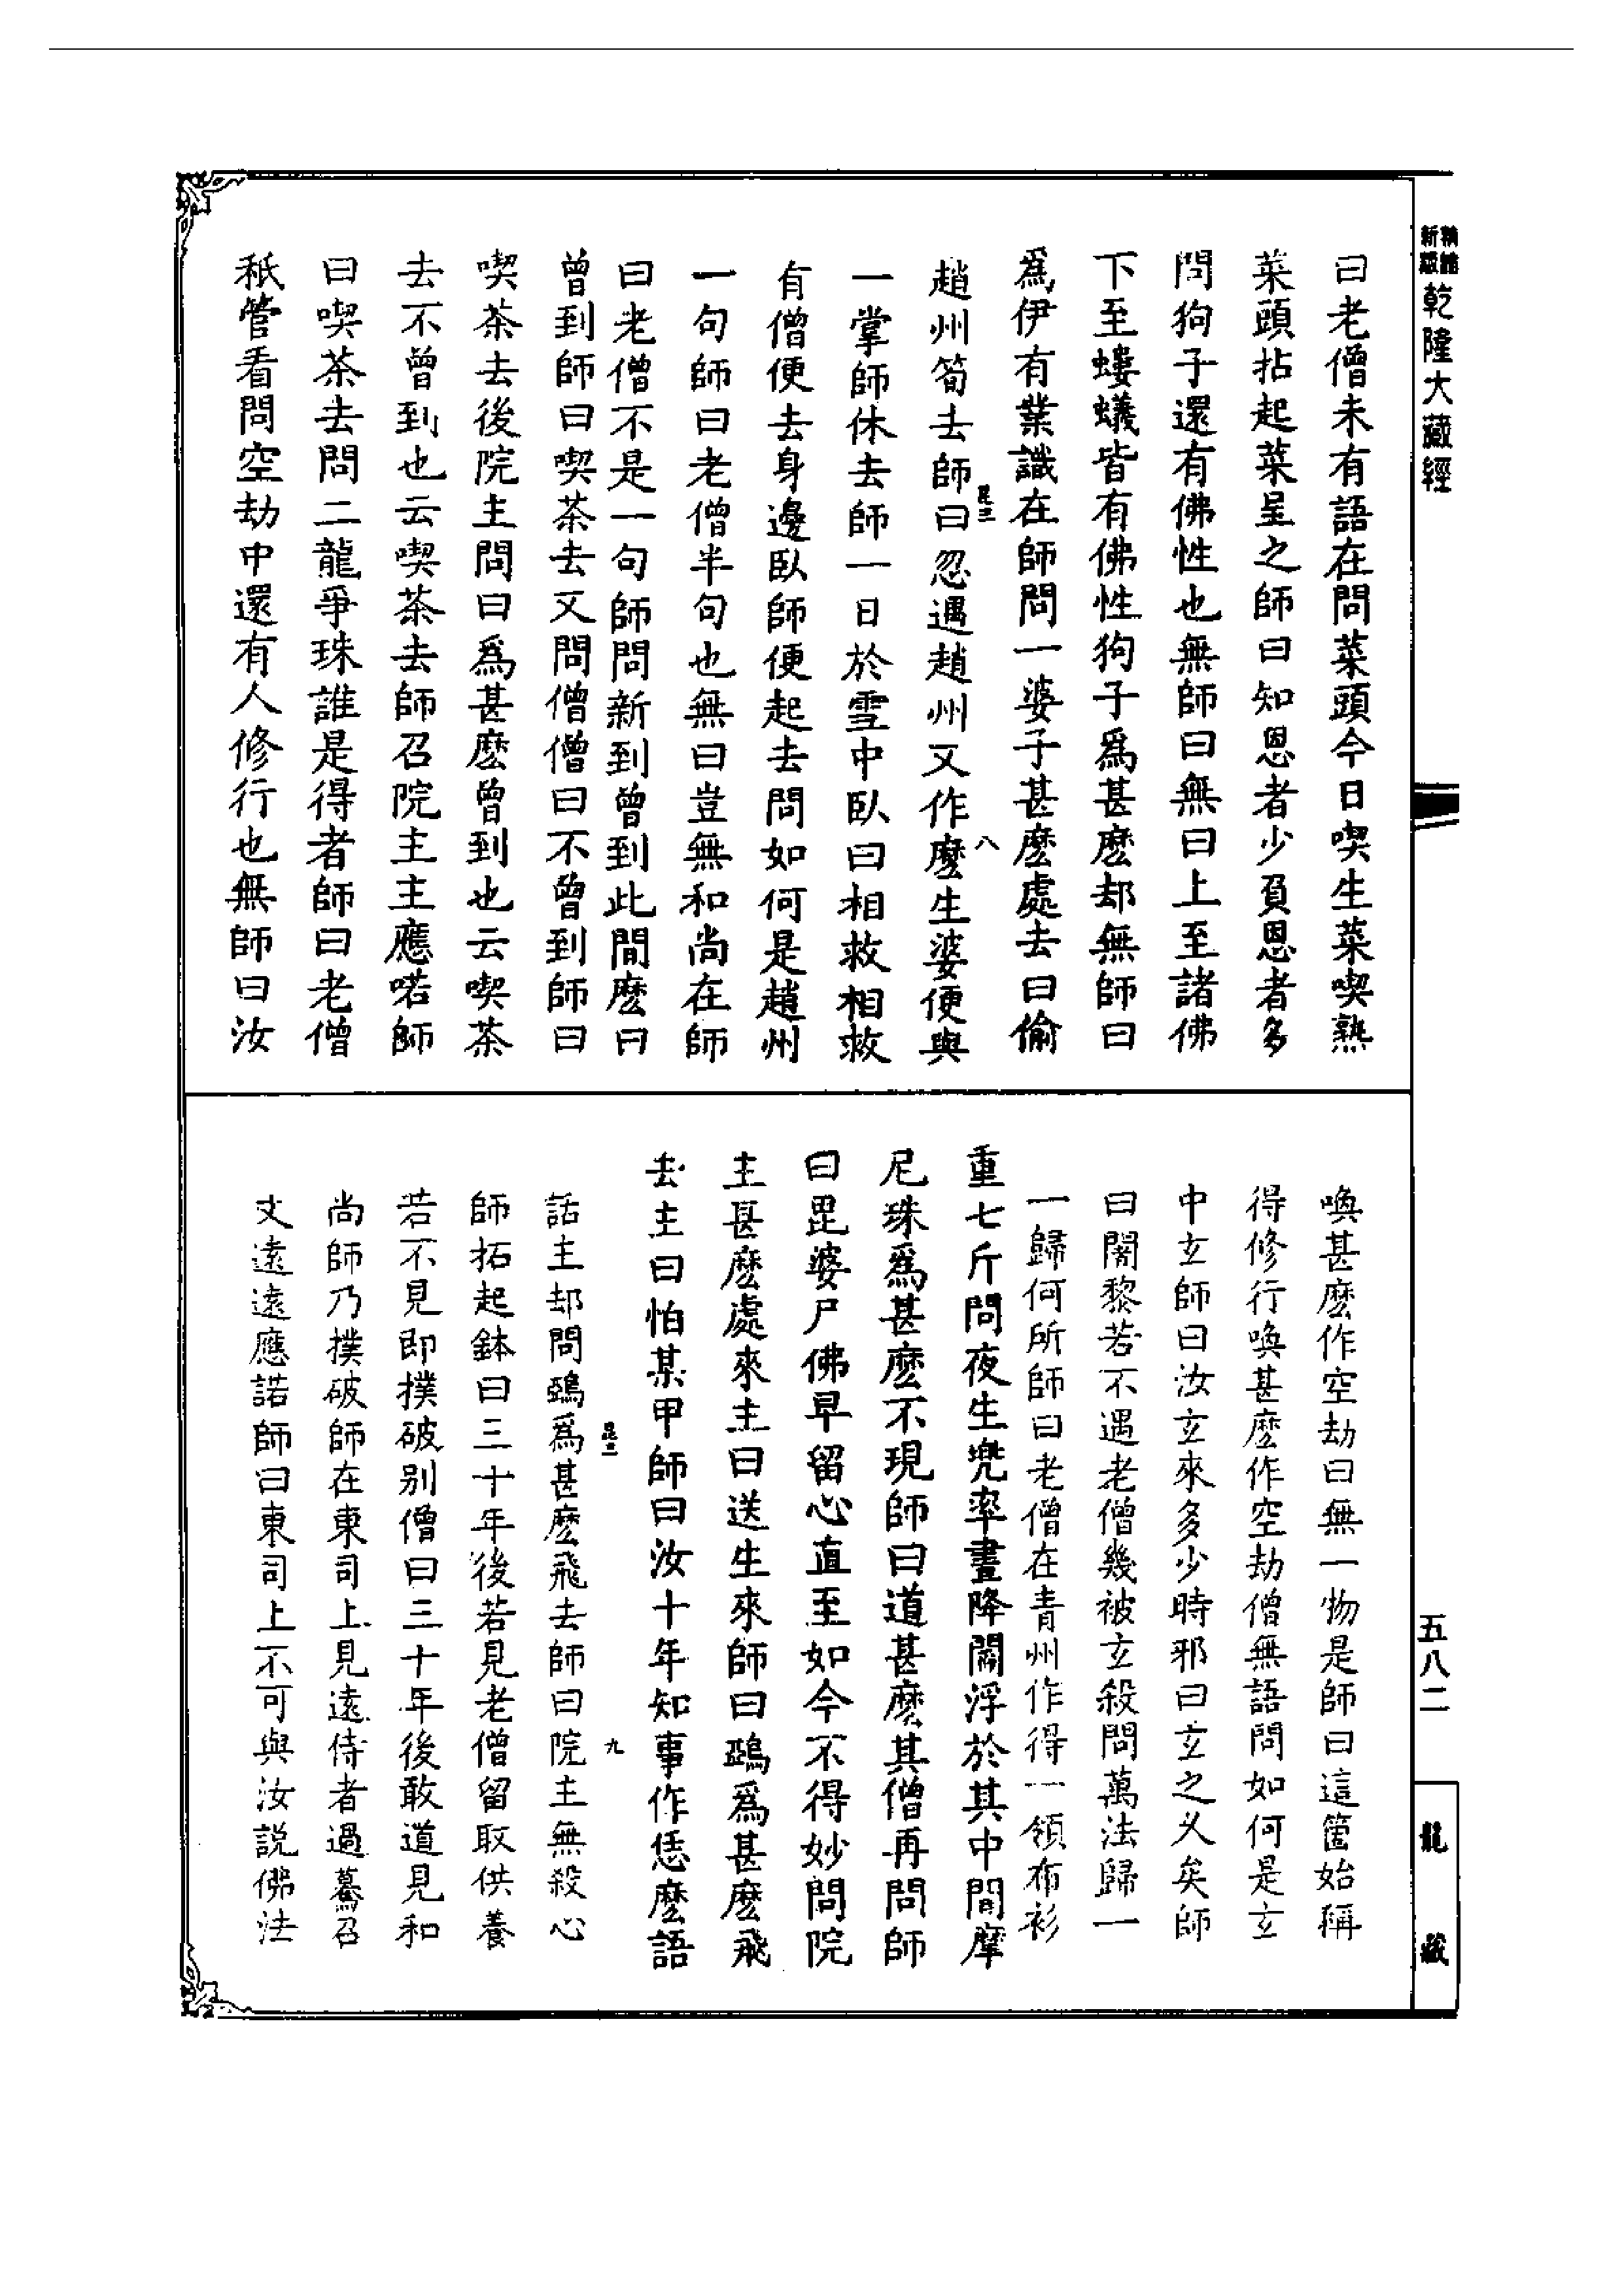 新編縮版乾隆大藏經
曰老僧未有語在問菜頭今日喫生菜喫熟
菜頭拈起菜呈之師曰知恩者少負恩者多
問狗子還有佛性也無師曰無曰上至諸佛
下至螻蟻皆有佛性狗子爲甚麽却無師曰
爲伊有業識在師問一婆子甚麽處去曰偷
昆三 八
趙州筍去師曰忽遇趙州又作麽生婆便與
一掌師休去師一日於雪中臥曰相救相救
有僧便去身邊臥師便起去問如何是趙州
一句師曰老僧半句也無曰豈無和尚在師
曰老僧不是一句師問新到曾到此間麽曰
曾到師曰喫茶去又問僧僧曰不曾到師曰
喫茶去後院主問曰爲甚麽曾到也云喫茶
去不曾到也云喫茶去師召院主主應喏師
曰喫茶去問二龍爭珠誰是得者師曰老僧
秖管看問空劫中還有人修行也無師曰汝
喚甚麽作空劫曰無一物是師曰這箇始稱
得修行喚甚麽作空劫僧無語問如何是玄
中玄師曰汝玄來多少時邪曰玄之久矣師
曰闍黎若不遇老僧幾被玄殺問萬法歸一
一歸何所師曰老僧在青州作得一領布衫
重七斤問夜生兜率晝降閻浮於其中間摩
尼珠爲甚麽不現師曰道甚麽其僧再問師
曰毘婆尸佛早留心直至如今不得妙問院
主甚麽處來主曰送生來師曰鵶爲甚麽飛
去主曰怕某甲師曰汝十年知事作恁麽語
昆三 九
話主却問鵶爲甚麽飛去師曰院主無殺心
師拓起鉢曰三十年後若見老僧留取供養
若不見即撲破別僧曰三十年後敢道見和
尚師乃撲破師在東司上見遠侍者過驀召
文遠遠應諾師曰東司上不可與汝説佛法
五八二
龍藏